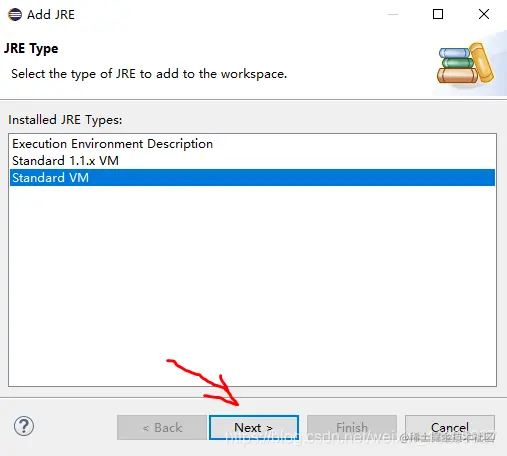 Add JRE
JRE Type
Select the type of JRE to add to the workspace.
Installed JRE Types:
Execution Environment Description
Standard 1.1.x VM
Standard VM
< Back
Next >
Finish
Cancel
https://blog.csdn.net/wei
@稀土掘金技术社区